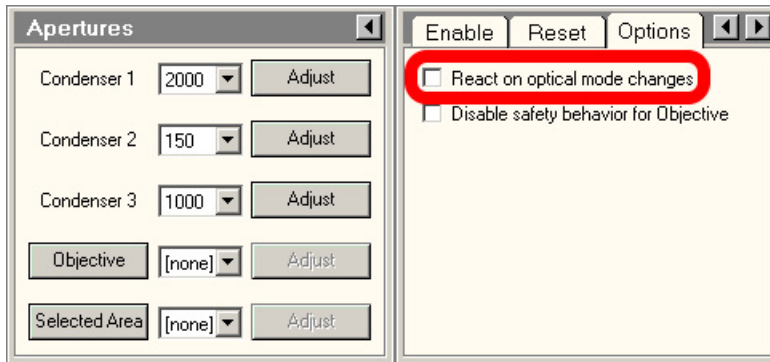 Apertures
Condenser 1 2000 Adjust
Condenser 2 150 Adjust
Condenser 3 1000 Adjust
Objective [none] Adjust
Selected Area [none] Adjust
Enable Reset Options
React on optical mode changes
Disable safety behavior for Objective